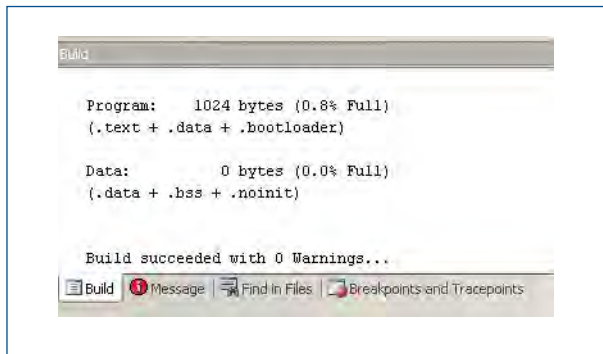 Build
Program: 1024 bytes (0.8% Full)
(.text + .data + .bootloader)
Data: 0 bytes (0.0% Full)
(.data + .bss + .noinit)
Build succeeded with 0 Warnings...
Build Message Find in Files Breakpoints and Tracepoints